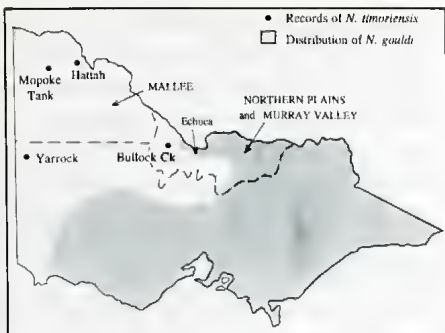 • Records of N. timoriensis
Distribution of N. gouldi
Mopoke
Tank
Hattah
MALLEE
NORTHERN PLAINS
and MURRAY VALLEY
Echuca
Yarrock
Bullock Ck